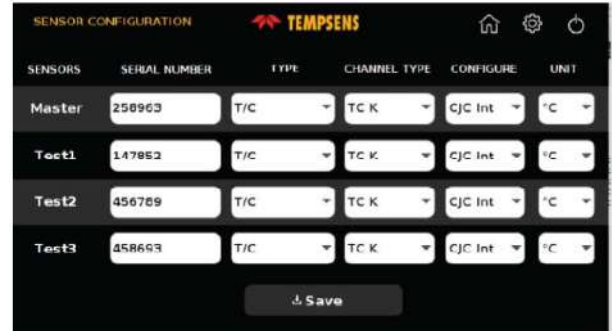 SENSOR CONFIGURATION TEMPSENS
SENSORS SERIAL NUMBER TYPE CHANNEL TYPE CONFIGURE UNIT
Master 258963 T/C TC K CJC Int °C
Test1 147852 T/C TC K CJC Int °C
Test2 456789 T/C TC K CJC Int °C
Test3 458693 T/C TC K CJC Int °C
Save